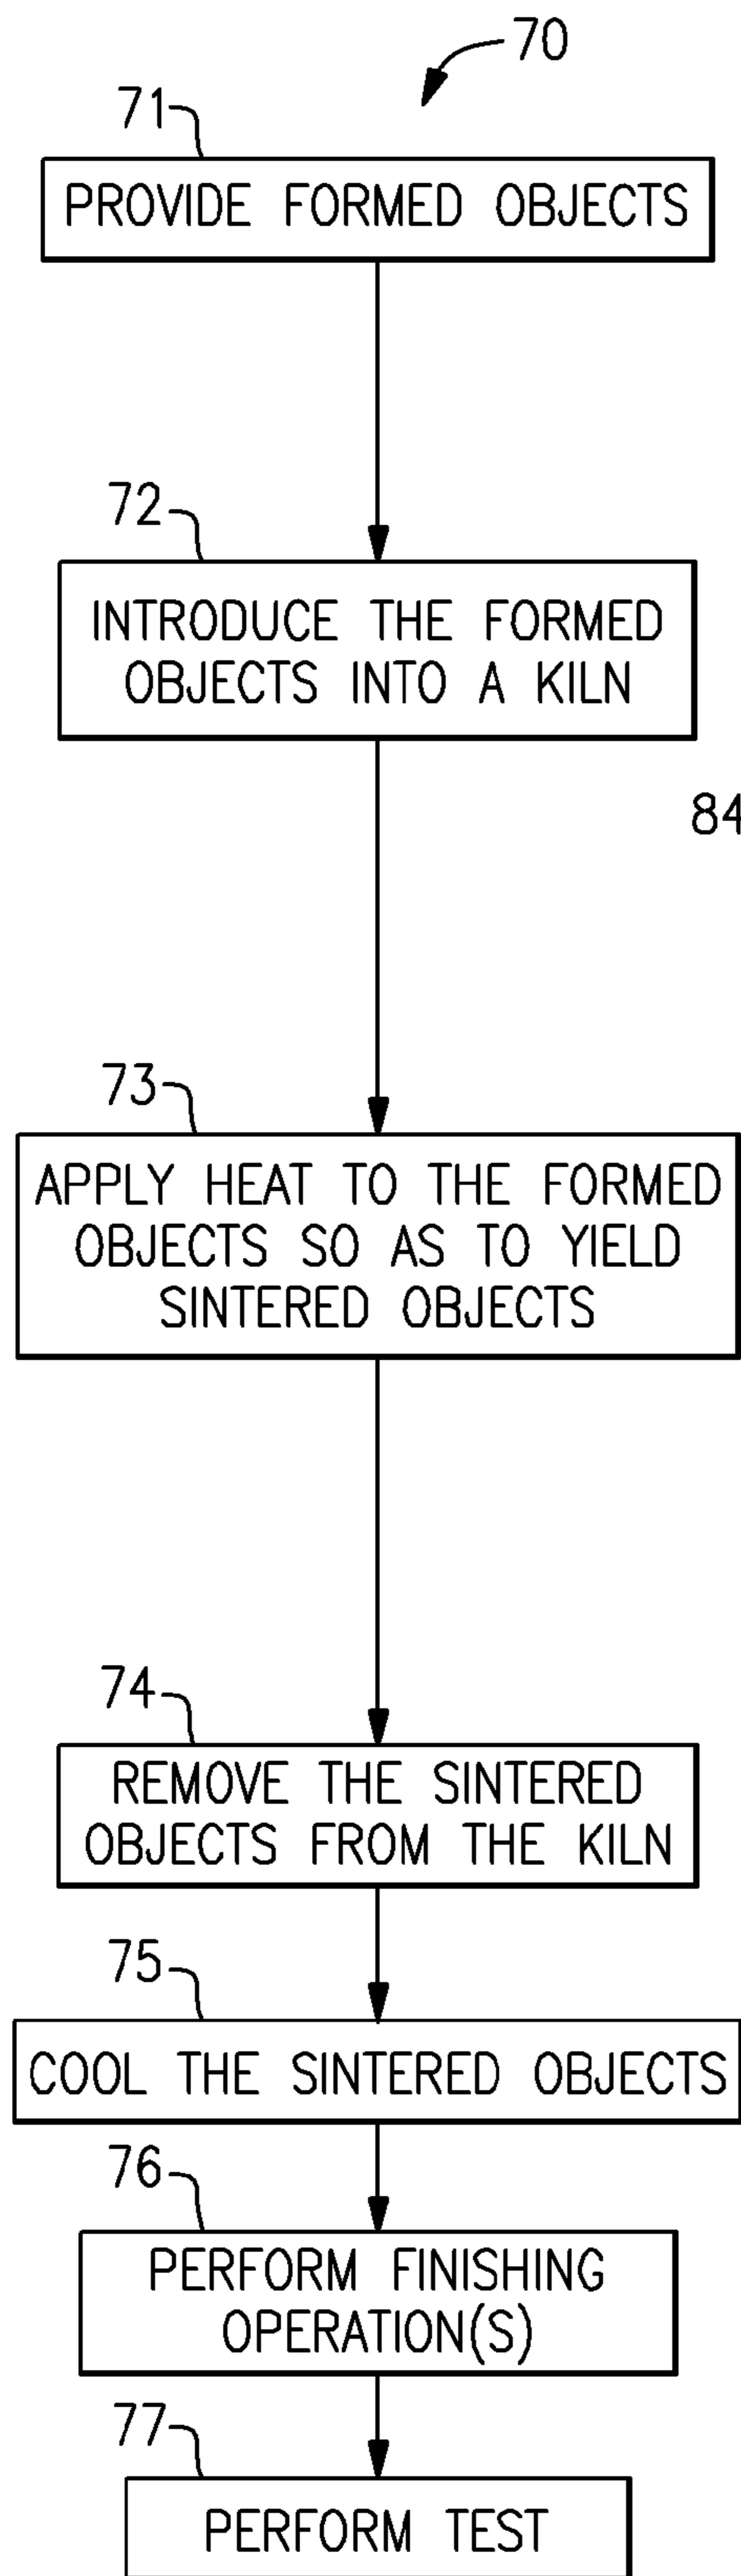 70
71
PROVIDE FORMED OBJECTS
72
INTRODUCE THE FORMED
OBJECTS INTO A KILN
84
73
APPLY HEAT TO THE FORMED
OBJECTS SO AS TO YIELD
SINTERED OBJECTS
74
REMOVE THE SINTERED
OBJECTS FROM THE KILN
75
COOL THE SINTERED OBJECTS
76
PERFORM FINISHING
OPERATION(S)
77
PERFORM TEST